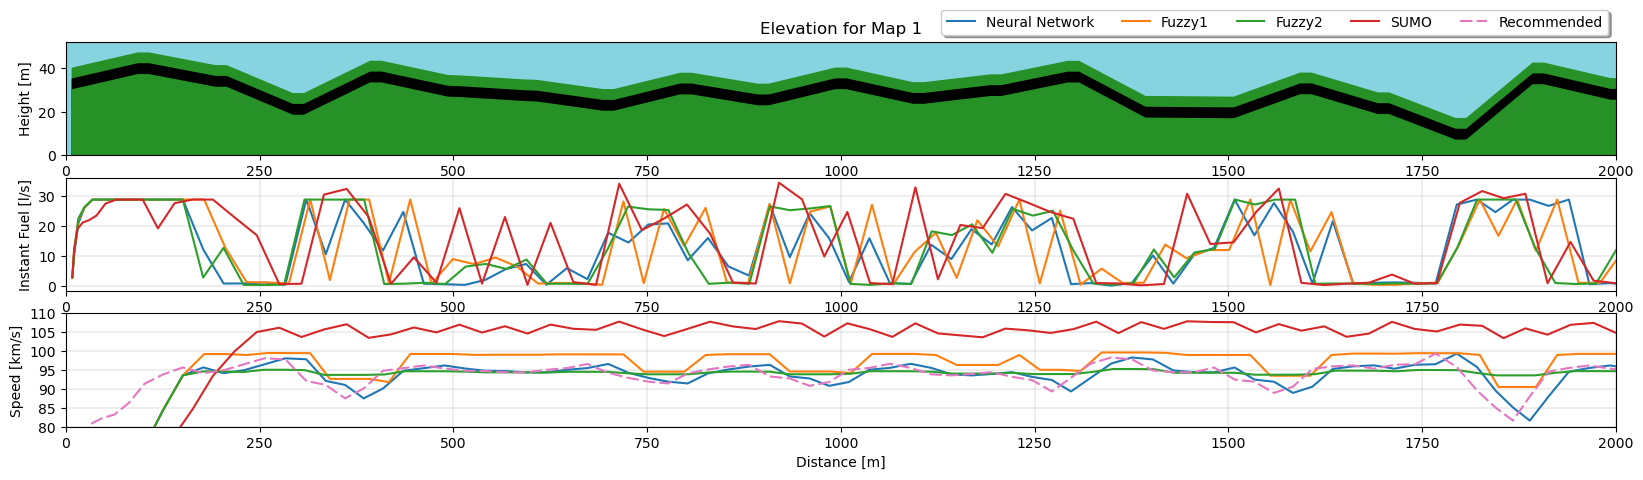 Elevation for Map 1
Neural Network Fuzzy1 Fuzzy2 SUMO Recommended
Height [m]
40
20
0
0 250 500 750 1000 1250 1500 1750 2000
Instant Fuel [l/s]
30
20
10
0
0 250 500 750 1000 1250 1500 1750 2000
Speed [km/s]
110
105
100
95
90
85
80
0 250 500 750 1000 1250 1500 1750 2000
Distance [m]